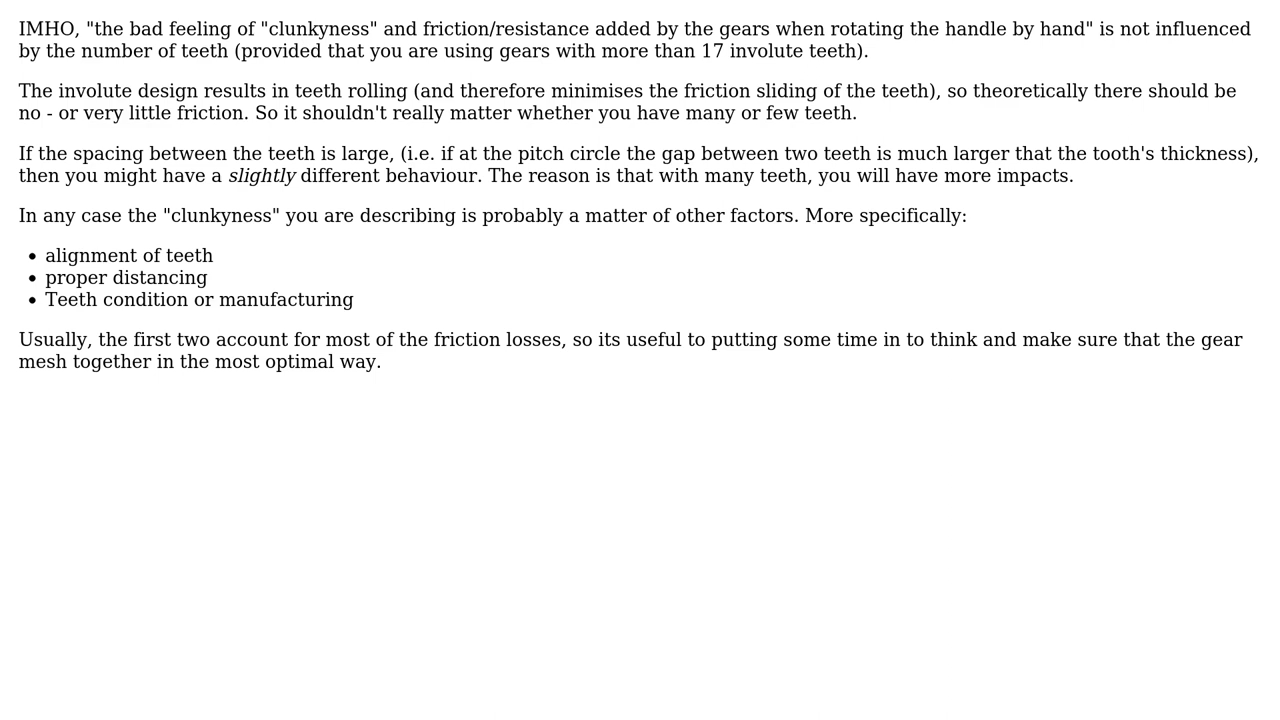 IMHO, "the bad feeling of "clunkyness" and friction/resistance added by the gears when rotating the handle by hand" is not influenced
by the number of teeth (provided that you are using gears with more than 17 involute teeth).
The involute design results in teeth rolling (and therefore minimises the friction sliding of the teeth), so theoretically there should be
no - or very little friction. So it shouldn't really matter whether you have many or few teeth.
If the spacing between the teeth is large, (i.e. if at the pitch circle the gap between two teeth is much larger that the tooth's thickness),
then you might have a slightly different behaviour. The reason is that with many teeth, you will have more impacts.
In any case the "clunkyness" you are describing is probably a matter of other factors. More specifically:
• alignment of teeth
• proper distancing
• Teeth condition or manufacturing
Usually, the first two account for most of the friction losses, so its useful to putting some time in to think and make sure that the gear
mesh together in the most optimal way.